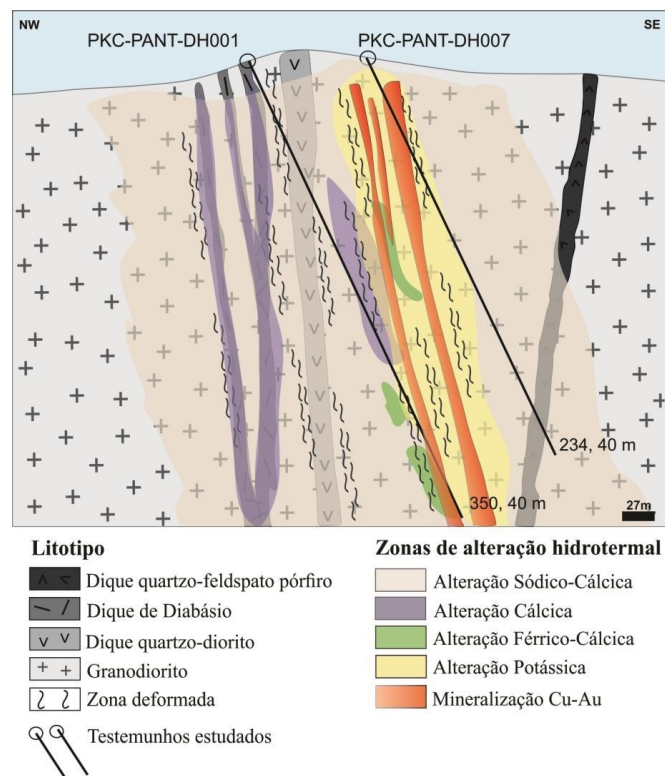 NW
SE
PKC-PANT-DH001
PKC-PANT-DH007
234, 40 m
350, 40 m
27m
Litotipo
Dique quartzo-feldspato pórfiro
Dique de Diabásio
Dique quartzo-diorito
Granodiorito
Zona deformada
Testemunhos estudados
Zonas de alteração hidrotermal
Alteração Sódico-Cálcica
Alteração Cálcica
Alteração Férrico-Cálcica
Alteração Potássica
Mineralização Cu-Au